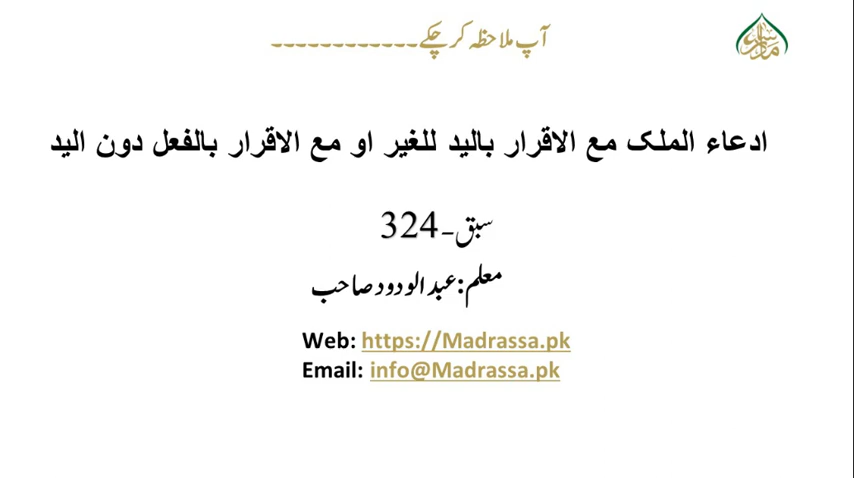 آپ ملاحظہ کر چکے۔۔۔۔۔۔۔۔۔۔۔۔
ادعاء الملک مع الاقرار بالید للغیر او مع الاقرار بالفعل دون الید
سبق۔324
معلم:عبدالودود صاحب
Web: https://Madrassa.pk
Email: info@Madrassa.pk